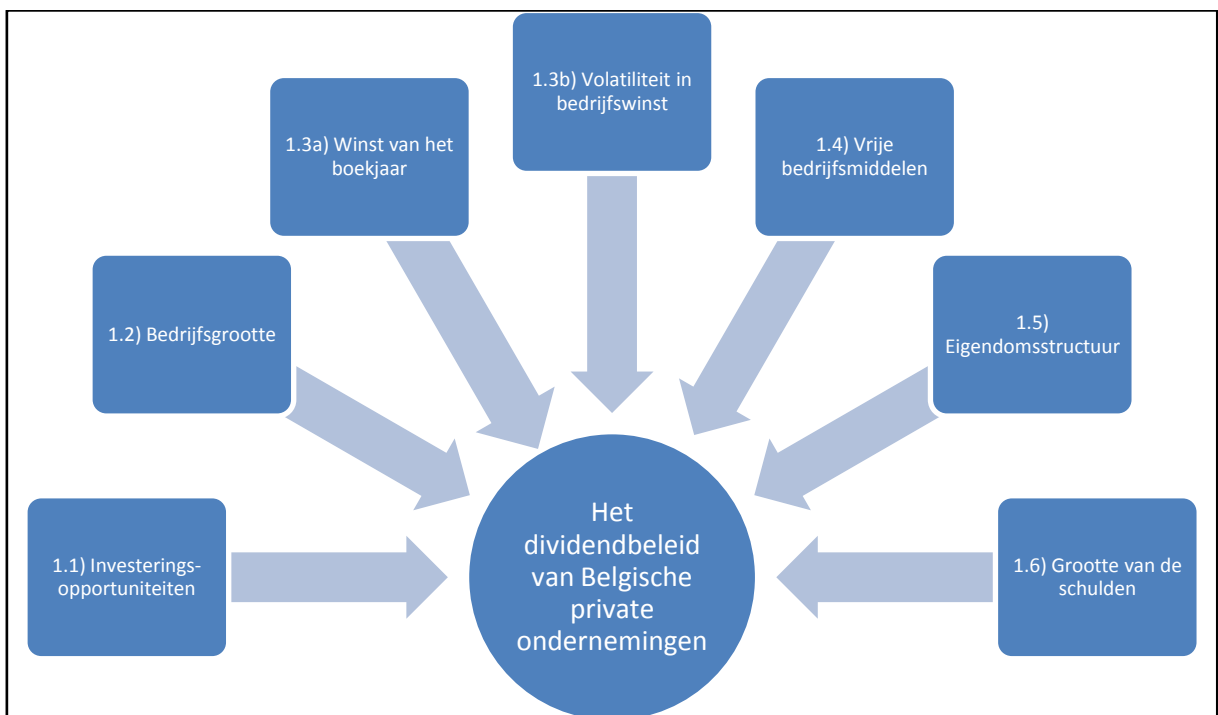 1.3b) Volatiliteit in
bedrijfswinst
1.3a) Winst van het
boekjaar
1.4) Vrije
bedrijfsmiddelen
1.2) Bedrijfsgrootte
1.5)
Eigendomsstructuur
1.1) Investerings-
opportuniteiten
Het
dividendbeleid
van Belgische
private
ondernemingen
1.6) Grootte van de
schulden